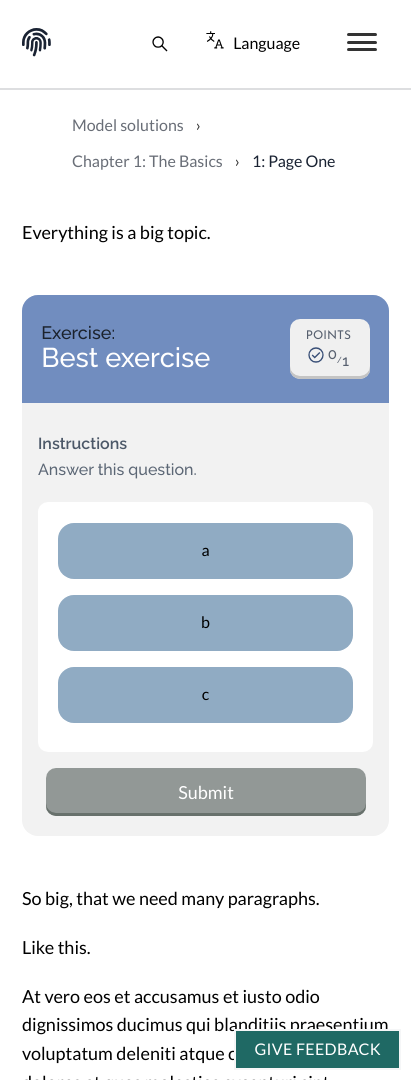 Language
Model solutions ›
Chapter 1: The Basics › 1: Page One
Everything is a big topic.
Exercise:
Best exercise
POINTS
0/1
Instructions
Answer this question.
a
b
c
Submit
So big, that we need many paragraphs.
Like this.
At vero eos et accusamus et iusto odio
dignissimos ducimus qui blanditiis praesentium
voluptatum deleniti atque
GIVE FEEDBACK